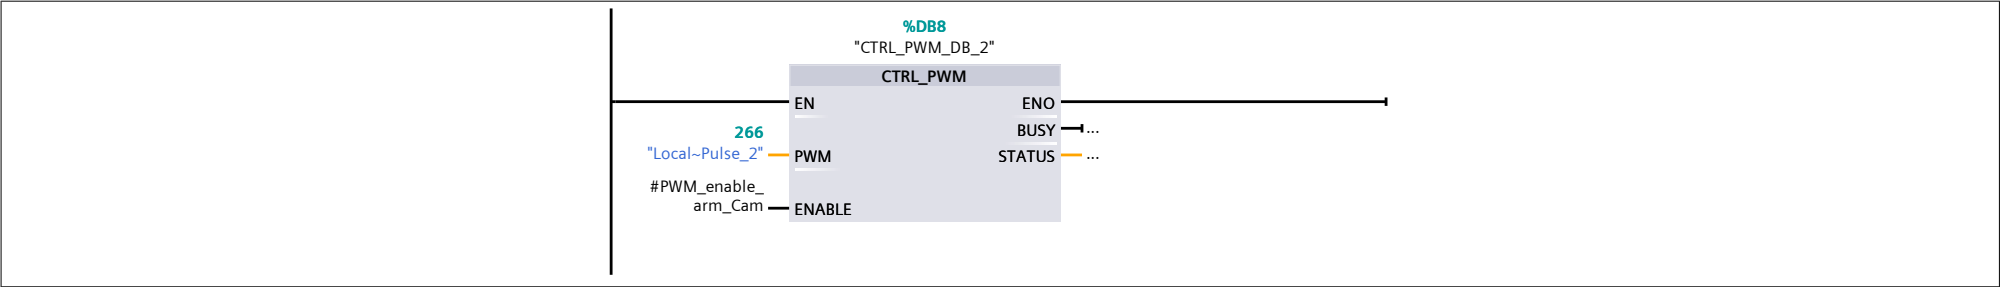 %DB8
"CTRL_PWM_DB_2"
CTRL_PWM
EN
ENO
266
BUSY
...
"Local~Pulse_2"
PWM
STATUS
...
#PWM_enable_
arm_Cam
ENABLE